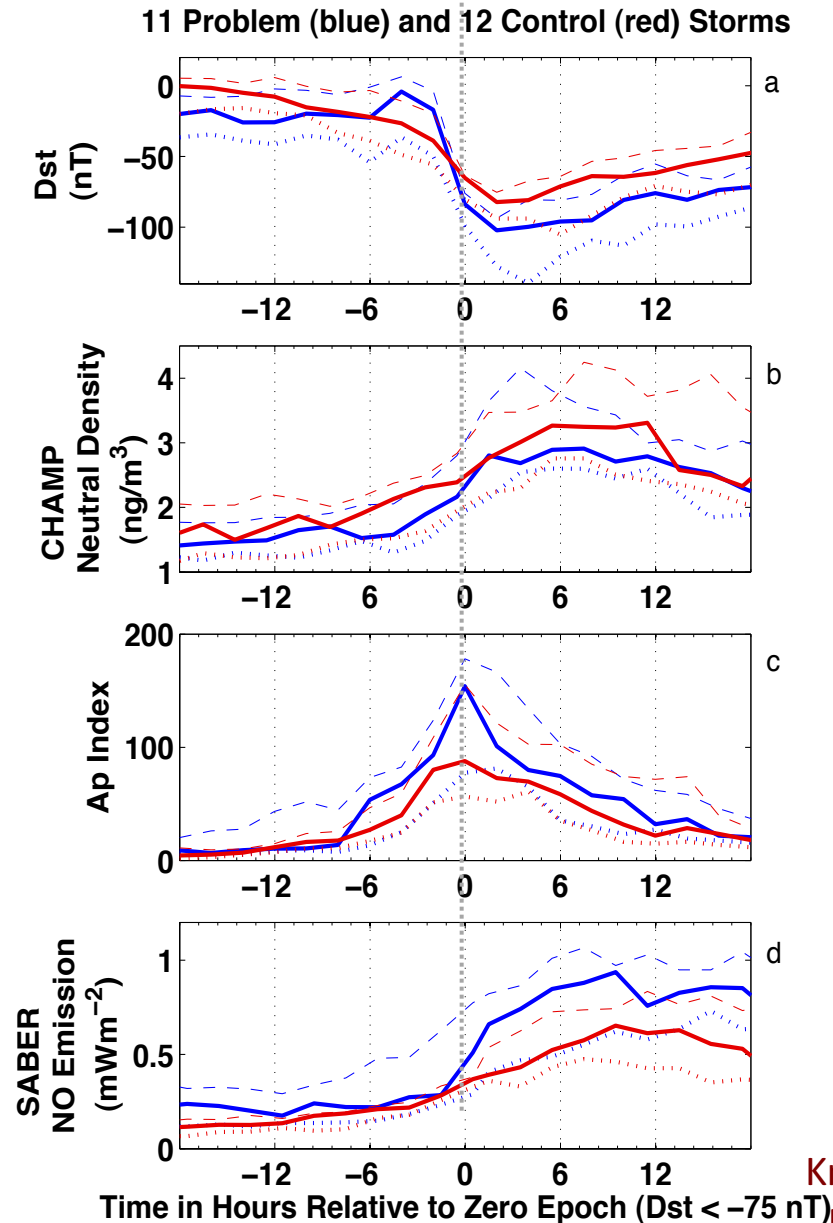 11 Problem (blue) and 12 Control (red) Storms
a
0
−50
−100
Dst
(nT)
−12 −6 0 6 12
b
4
3
2
1
CHAMP
Neutral Density
(ng/m³)
−12 6 0 6 12
c
200
100
0
Ap Index
−12 −6 0 6 12
d
1
0.5
0
SABER
NO Emission
(mWm⁻²)
−12 −6 0 6 12
Time in Hours Relative to Zero Epoch (Dst < −75 nT)